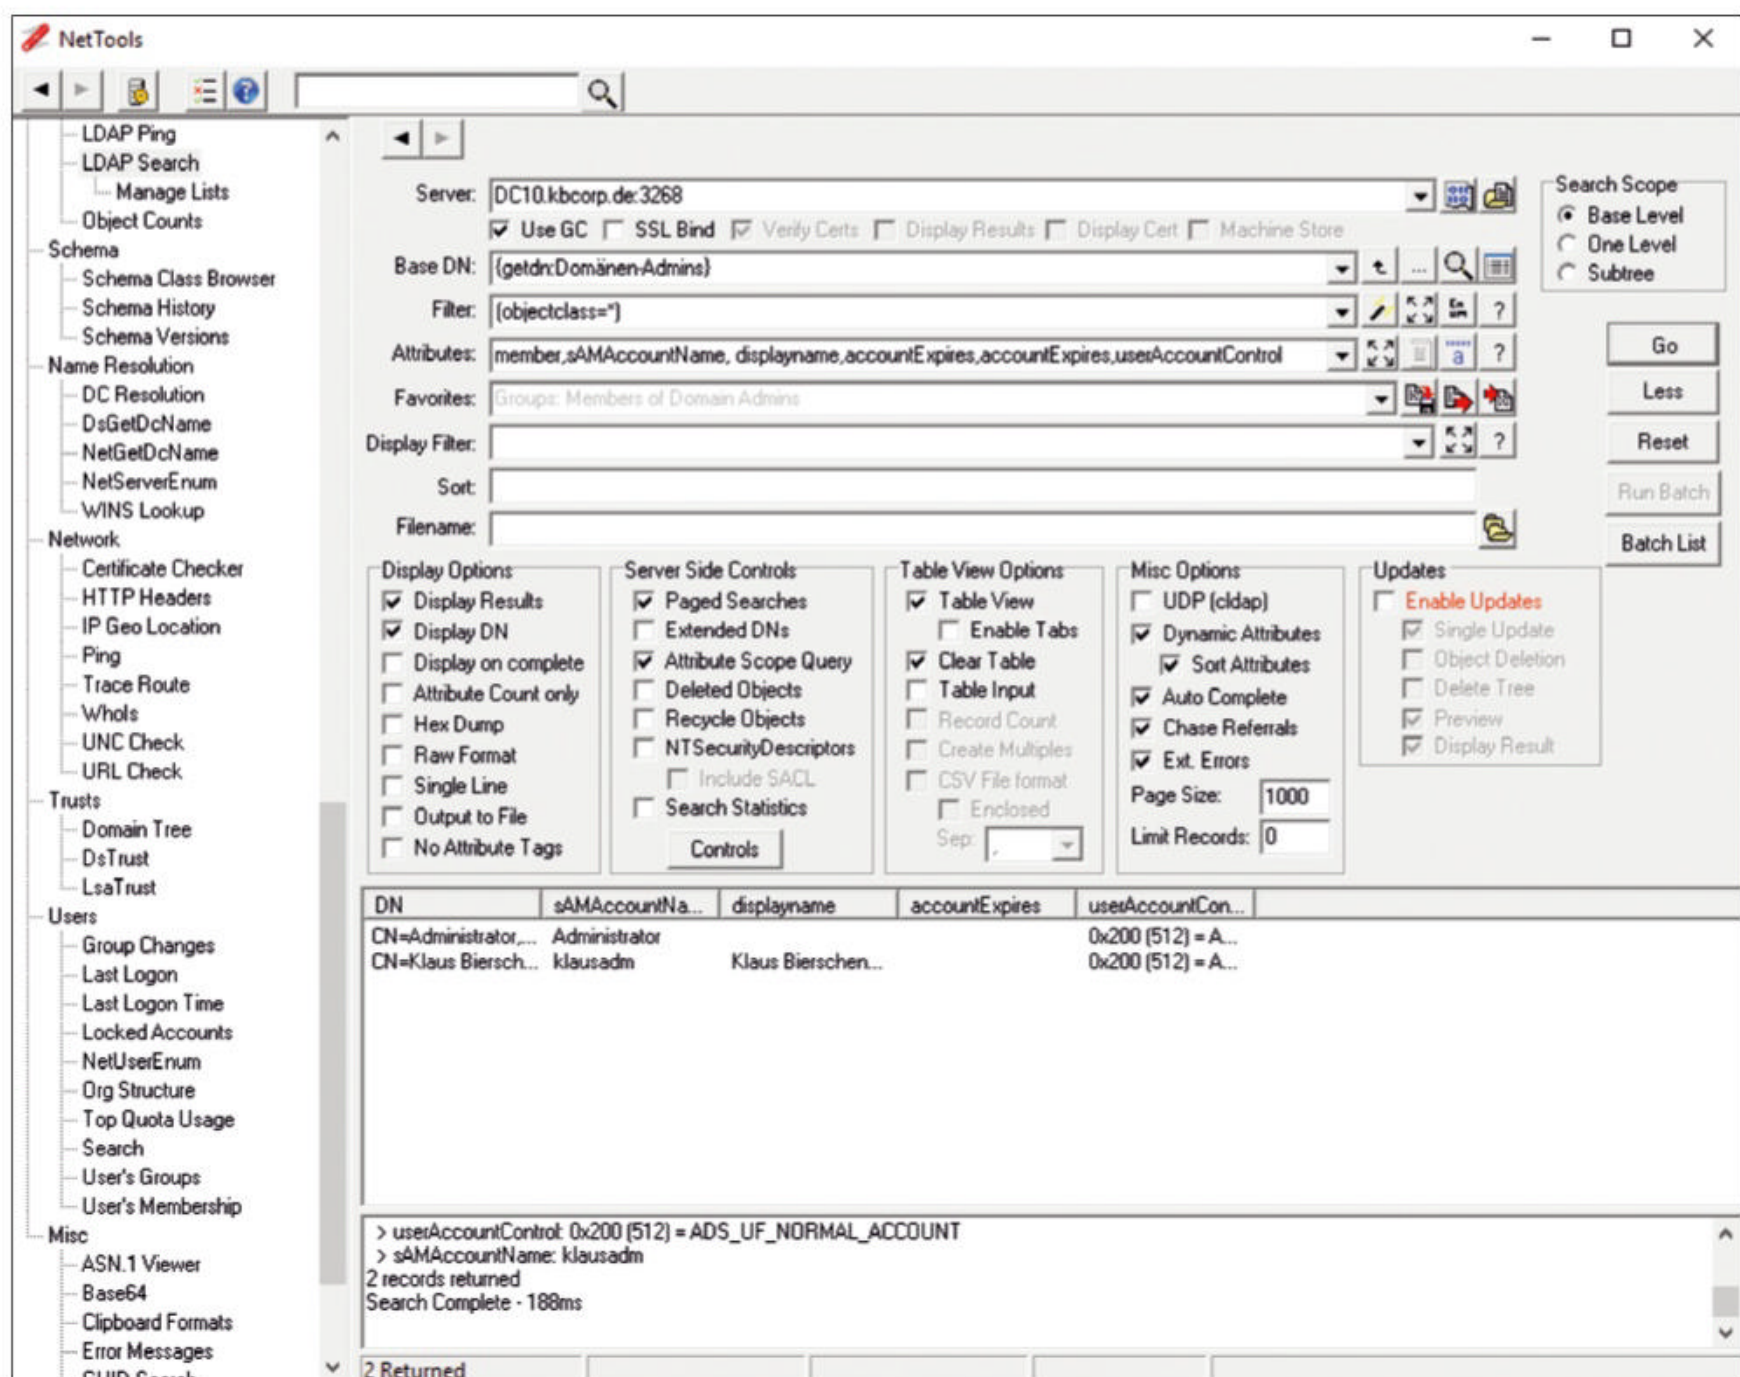 NetTools
LDAP Ping
LDAP Search
Manage Lists
Object Counts
Schema
Schema Class Browser
Schema History
Schema Versions
Name Resolution
DC Resolution
DsGetDcName
NetGetDcName
NetServerEnum
WINS Lookup
Network
Certificate Checker
HTTP Headers
IP Geo Location
Ping
Trace Route
WhoIs
UNC Check
URL Check
Trusts
Domain Tree
DsTrust
LsaTrust
Users
Group Changes
Last Logon
Last Logon Time
Locked Accounts
NetUserEnum
Org Structure
Top Quota Usage
Search
User's Groups
User's Membership
Misc
ASN.1 Viewer
Base64
Clipboard Formats
Error Messages
GUID Search
Server: DC10.kbcorp.de:3268
Use GC SSL Bind Verify Certs Display Results Display Cert Machine Store
Base DN: {getdn:Domänen-Admins} ...
Filter: (objectclass=*) ?
Attributes: member,sAMAccountName, displayname,accountExpires,accountExpires,userAccountControl a ?
Favorites: Groups: Members of Domain Admins
Display Filter: ?
Sort:
Filename:
Search Scope
Base Level
One Level
Subtree
Go
Less
Reset
Run Batch
Batch List
Display Options
Display Results
Display DN
Display on complete
Attribute Count only
Hex Dump
Raw Format
Single Line
Output to File
No Attribute Tags
Server Side Controls
Paged Searches
Extended DNs
Attribute Scope Query
Deleted Objects
Recycle Objects
NTSecurityDescriptors
Include SACL
Search Statistics
Controls
Table View Options
Table View
Enable Tabs
Clear Table
Table Input
Record Count
Create Multiples
CSV File format
Enclosed
Sep: ,
Misc Options
UDP (cldap)
Dynamic Attributes
Sort Attributes
Auto Complete
Chase Referrals
Ext. Errors
Page Size: 1000
Limit Records: 0
Updates
Enable Updates
Single Update
Object Deletion
Delete Tree
Preview
Display Result
DN sAMAccountNa... displayname accountExpires userAccountCon...
CN=Administrator,... Administrator 0x200 (512) = A...
CN=Klaus Biersch... klausadm Klaus Bierschen... 0x200 (512) = A...
> userAccountControl: 0x200 (512) = ADS_UF_NORMAL_ACCOUNT
> sAMAccountName: klausadm
2 records returned
Search Complete - 188ms
2 Returned